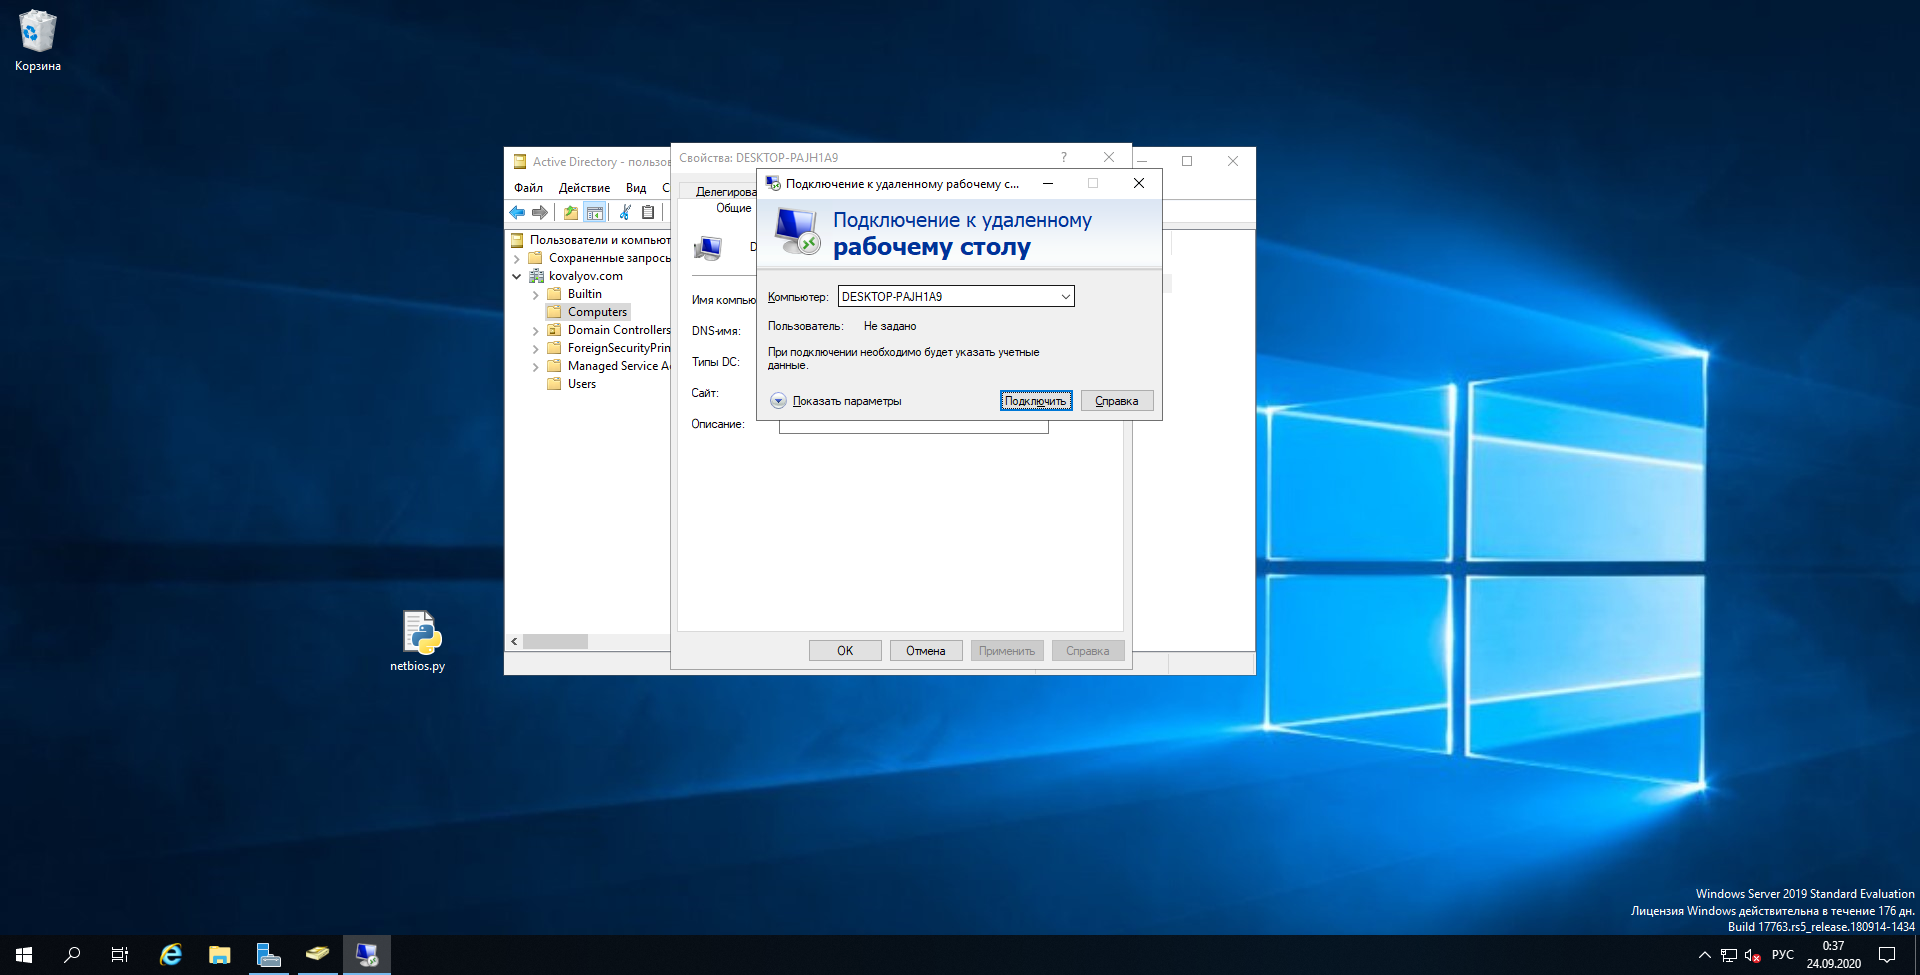 Корзина
Active Directory - пользо
Файл Действие Вид С
Пользователи и компьют
Сохраненные запросы
kovalyov.com
Builtin
Computers
Domain Controllers
ForeignSecurityPrin
Managed Service A
Users
Свойства: DESKTOP-PAJH1A9
?
Делегирова
Общие
D
Имя компью
DNS-имя:
Типы DC:
Сайт:
Описание:
OK Отмена Применить Справка
Подключение к удаленному рабочему с...
Подключение к удаленному
рабочему столу
Компьютер: DESKTOP-PAJH1A9
Пользователь: Не задано
При подключении необходимо будет указать учетные
данные.
Показать параметры Подключить Справка
netbios.py
Windows Server 2019 Standard Evaluation
Лицензия Windows действительна в течение 176 дн.
Build 17763.rs5_release.180914-1434
РУС
0:37
24.09.2020